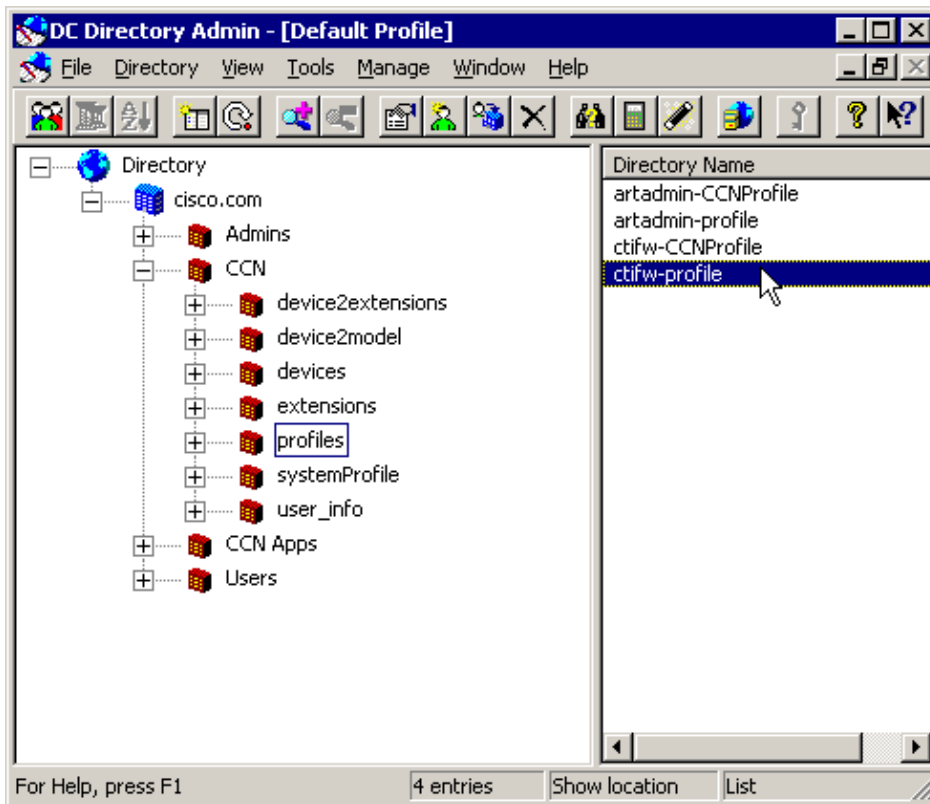 DC Directory Admin - [Default Profile]
File Directory View Tools Manage Window Help
Directory
cisco.com
Admins
CCN
device2extensions
device2model
devices
extensions
profiles
systemProfile
user_info
CCN Apps
Users
Directory Name
artadmin-CCNProfile
artadmin-profile
ctifw-CCNProfile
ctifw-profile
For Help, press F1 4 entries Show location List